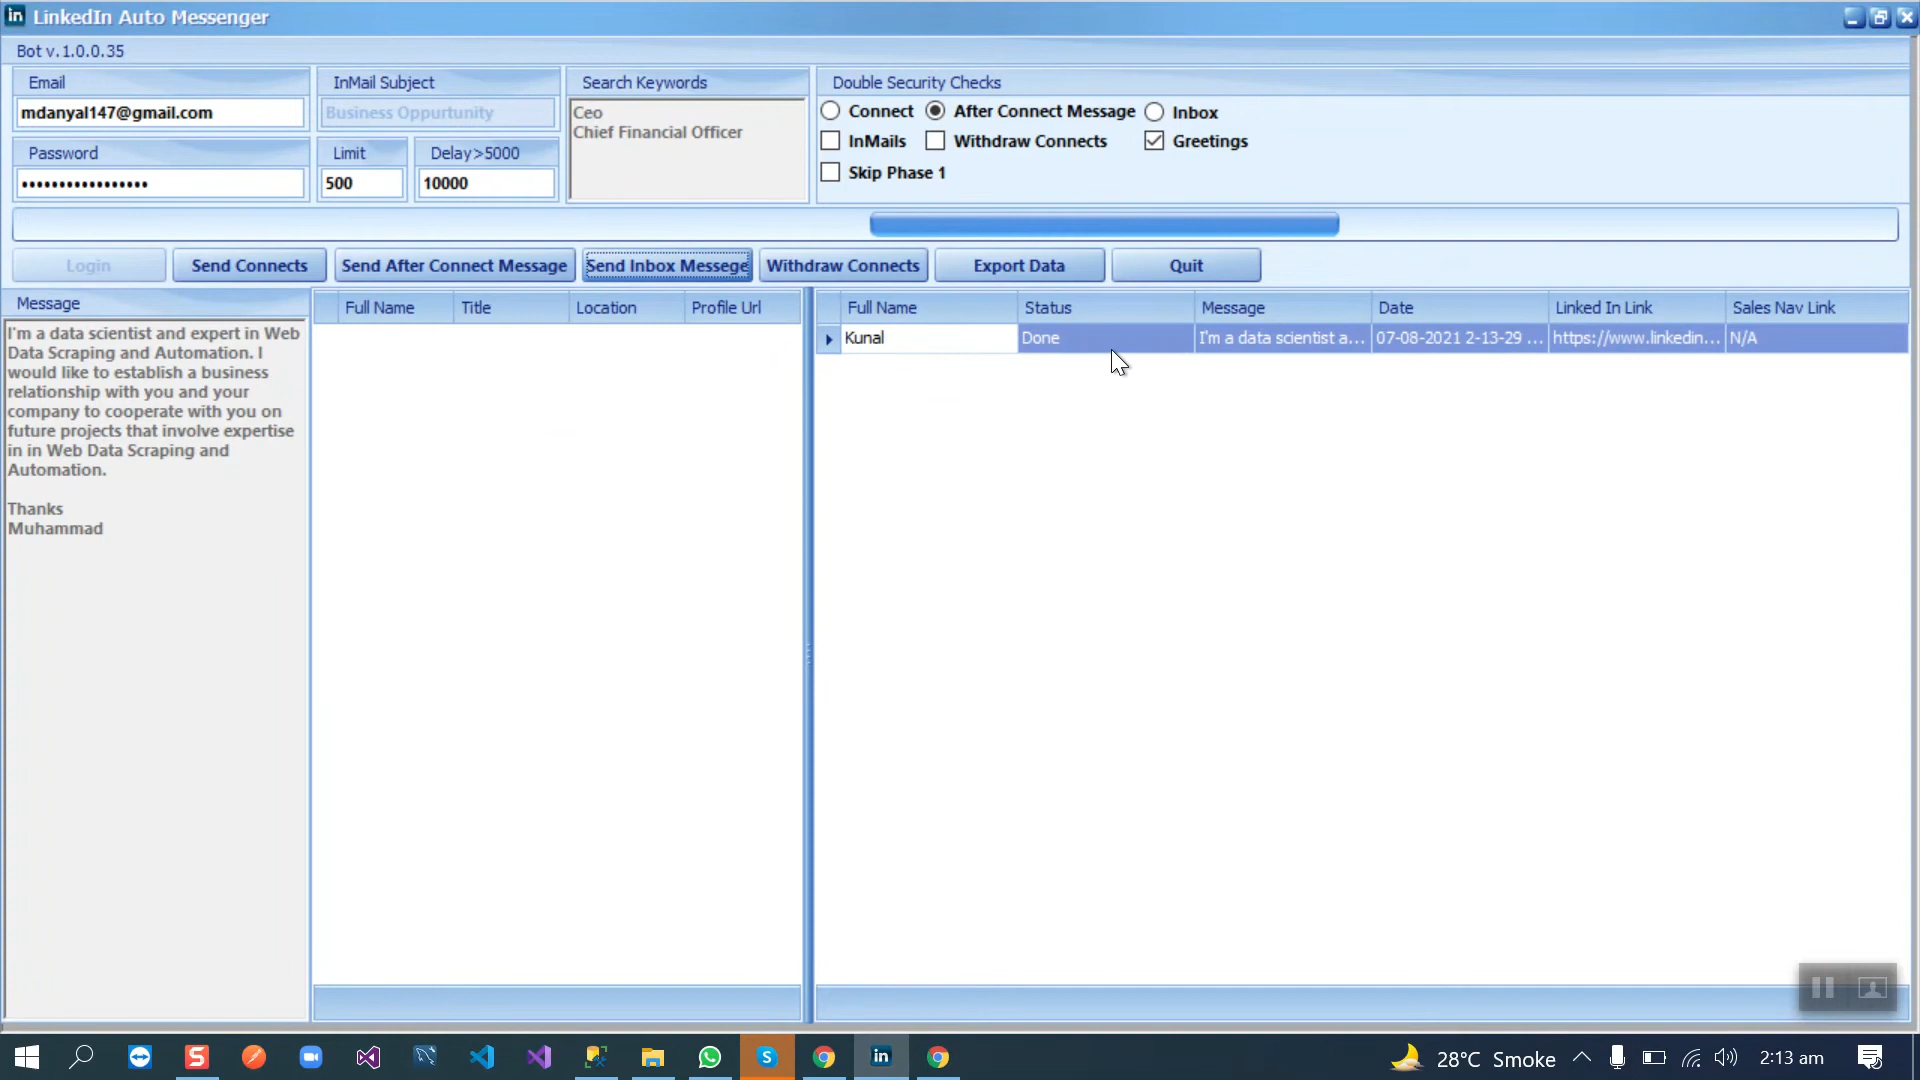 LinkedIn Auto Messenger
Bot v.1.0.0.35
Email
InMail Subject
Search Keywords
Double Security Checks
mdanyal147@gmail.com
Business Oppurtunity
Ceo
Chief Financial Officer
Connect
After Connect Message
Inbox
InMails
Withdraw Connects
Greetings
Password
Limit
Delay>5000
Skip Phase 1
•••••••••••••••••
500
10000
Login
Send Connects
Send After Connect Message
Send Inbox Messege
Withdraw Connects
Export Data
Quit
Message
Full Name
Title
Location
Profile Url
Full Name
Status
Message
Date
Linked In Link
Sales Nav Link
Kunal
Done
I'm a data scientist a...
07-08-2021 2-13-29 ...
https://www.linkedin...
N/A
I'm a data scientist and expert in Web
Data Scraping and Automation. I
would like to establish a business
relationship with you and your
company to cooperate with you on
future projects that involve expertise
in in Web Data Scraping and
Automation.
Thanks
Muhammad
28°C Smoke
2:13 am